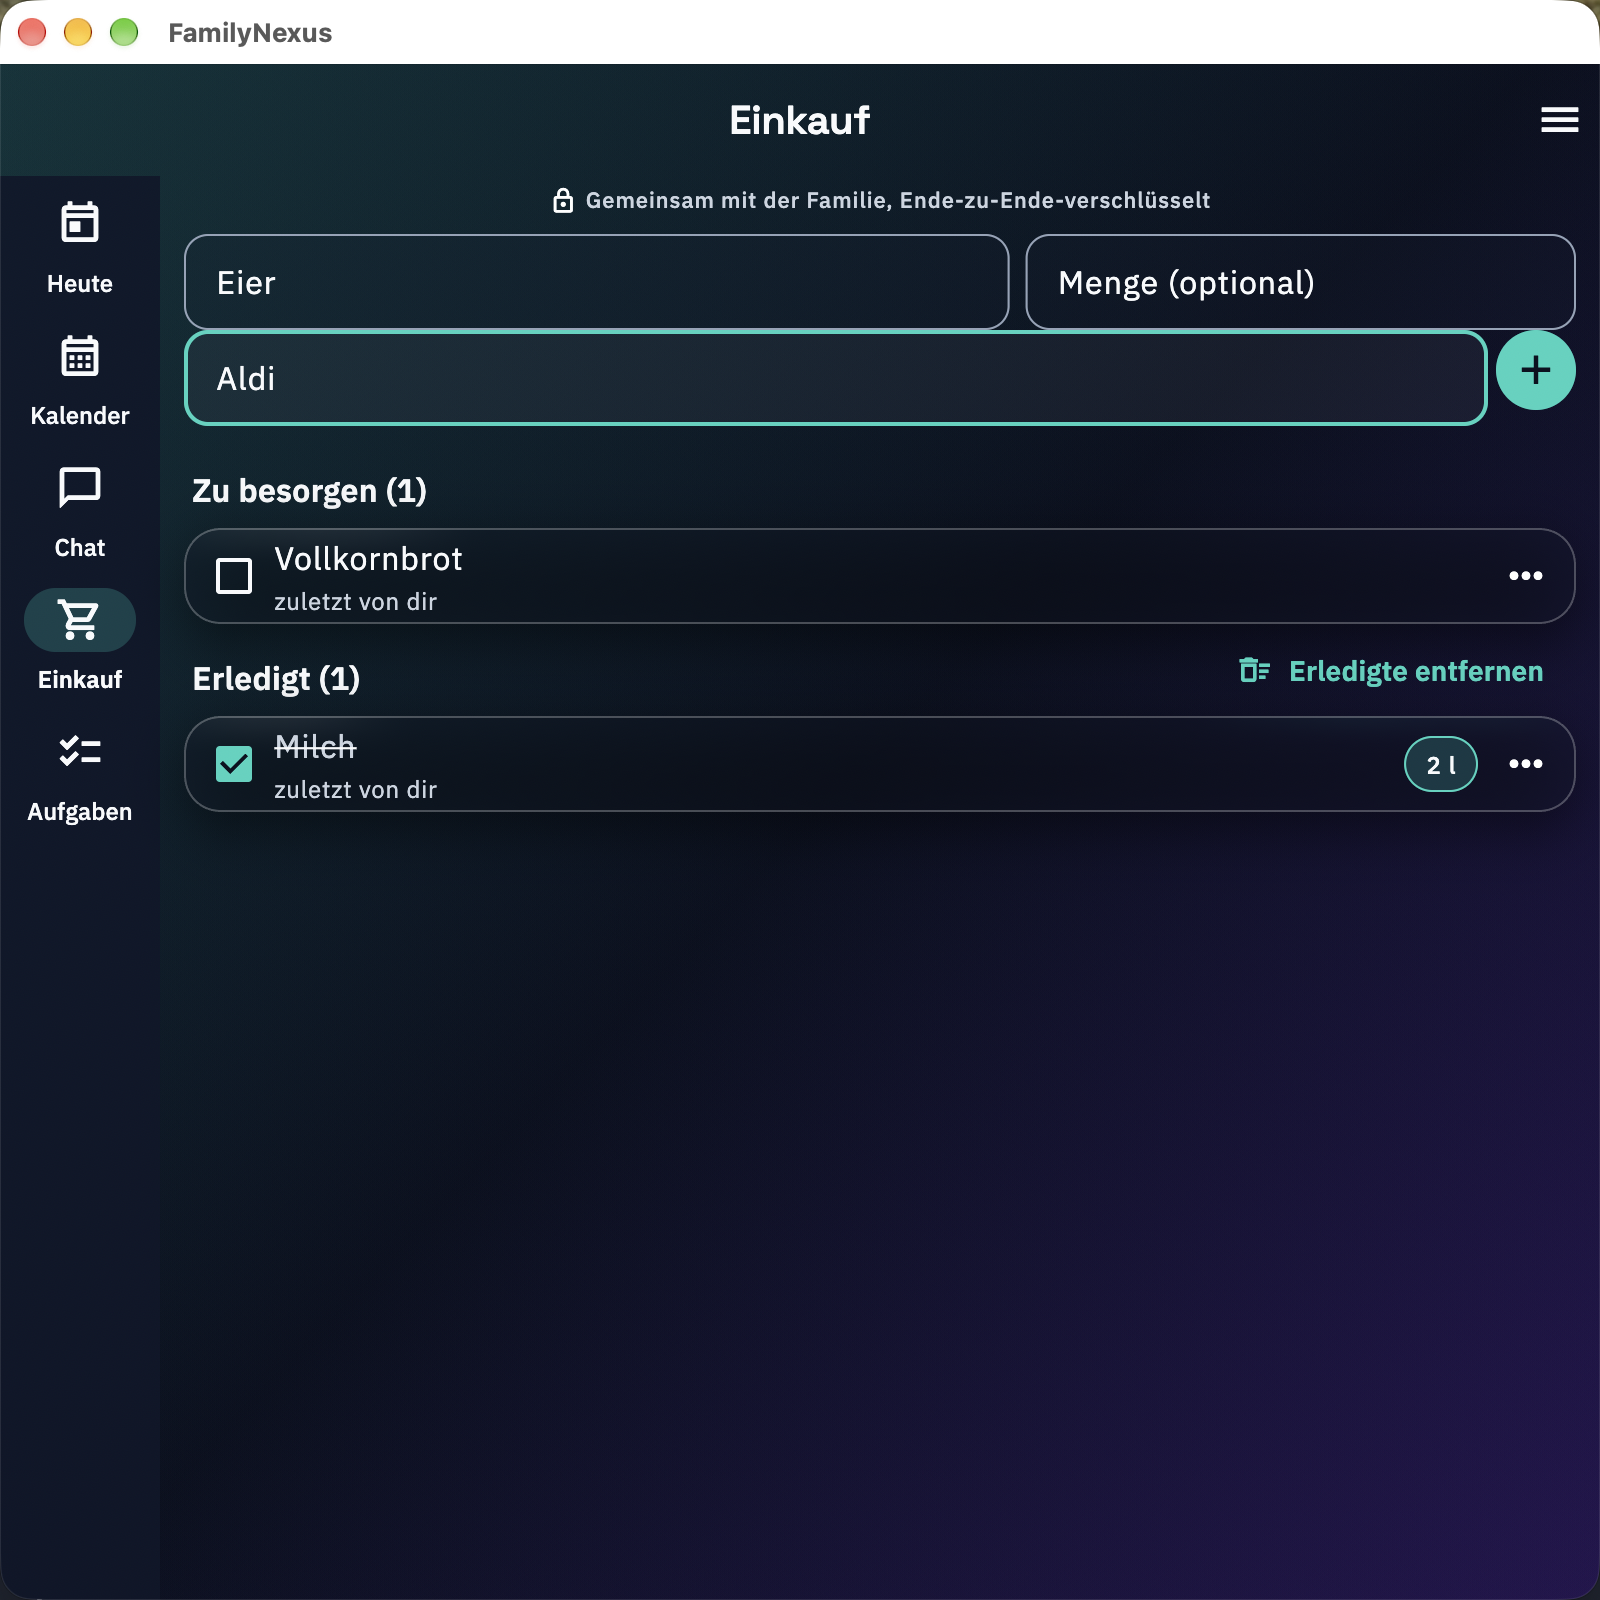 FamilyNexus
Einkauf
Gemeinsam mit der Familie, Ende-zu-Ende-verschlüsselt
Heute
Kalender
Chat
Einkauf
Aufgaben
Eier
Menge (optional)
Aldi
Zu besorgen (1)
Vollkornbrot
zuletzt von dir
Erledigt (1)
Erledigte entfernen
Milch
zuletzt von dir
2 l